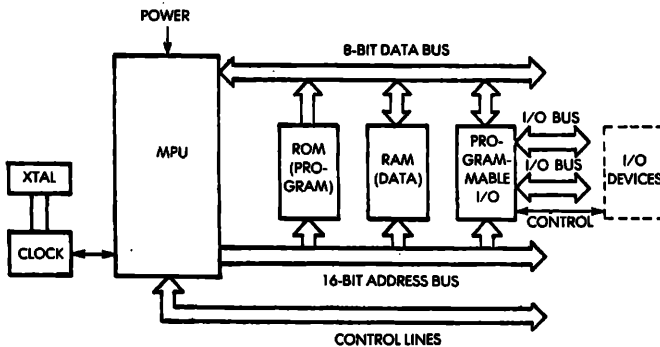 POWER
8-BIT DATA BUS
MPU
ROM
(PRO-
GRAM)
RAM
(DATA)
PRO-
GRAM-
MABLE
I/O
I/O BUS
I/O BUS
I/O
DEVICES
CONTROL
XTAL
CLOCK
16-BIT ADDRESS BUS
CONTROL LINES